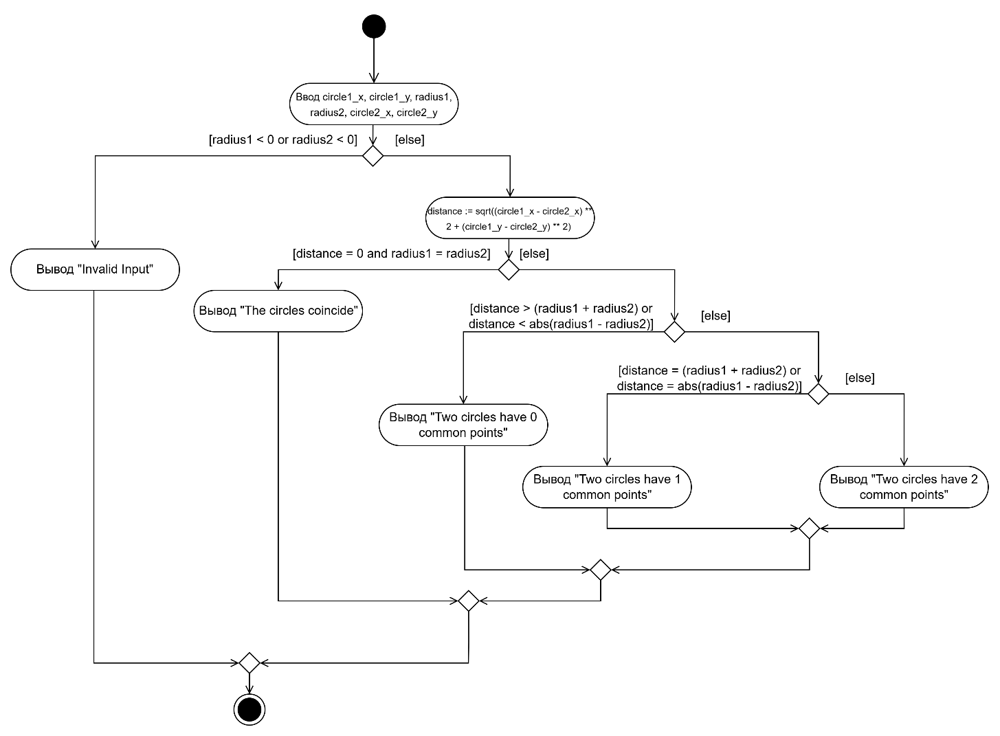 Ввод circle1_x, circle1_y, radius1,
radius2, circle2_x, circle2_y
[radius1 < 0 or radius2 < 0]
[else]
distance := sqrt((circle1_x - circle2_x) **
2 + (circle1_y - circle2_y) ** 2)
[distance = 0 and radius1 = radius2]
[else]
Вывод "Invalid Input"
Вывод "The circles coincide"
[distance > (radius1 + radius2) or
distance < abs(radius1 - radius2)]
[else]
[distance = (radius1 + radius2) or
distance = abs(radius1 - radius2)]
[else]
Вывод "Two circles have 0
common points"
Вывод "Two circles have 1
common points"
Вывод "Two circles have 2
common points"